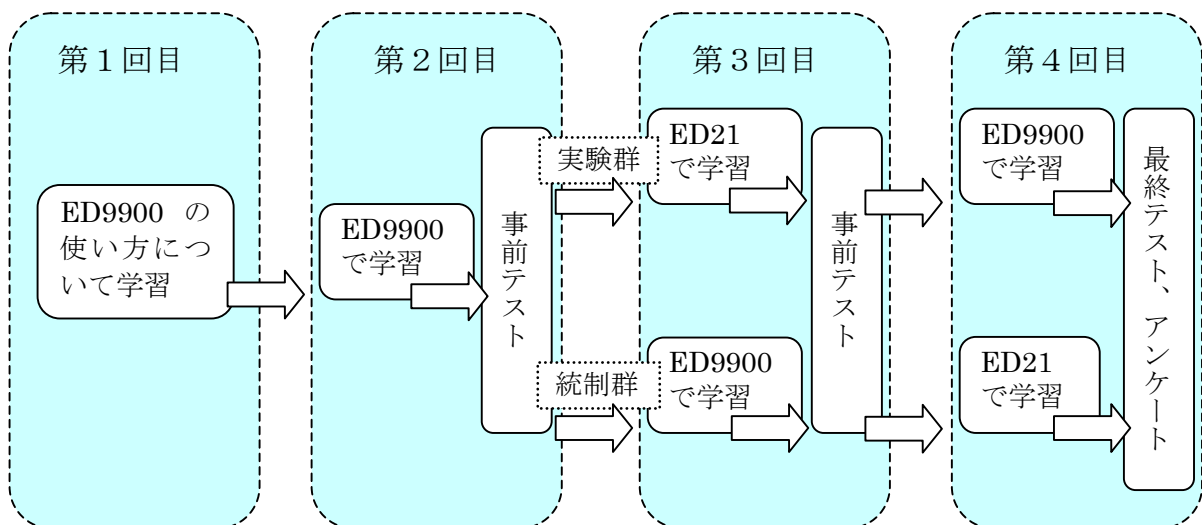 第１回目
ED9900 の
使い方につ
いて学習
第２回目
ED9900
で学習
事前テスト
実験群
統制群
第３回目
ED21
で学習
ED9900
で学習
事前テスト
第４回目
ED9900
で学習
ED21
で学習
最終テスト、アンケート